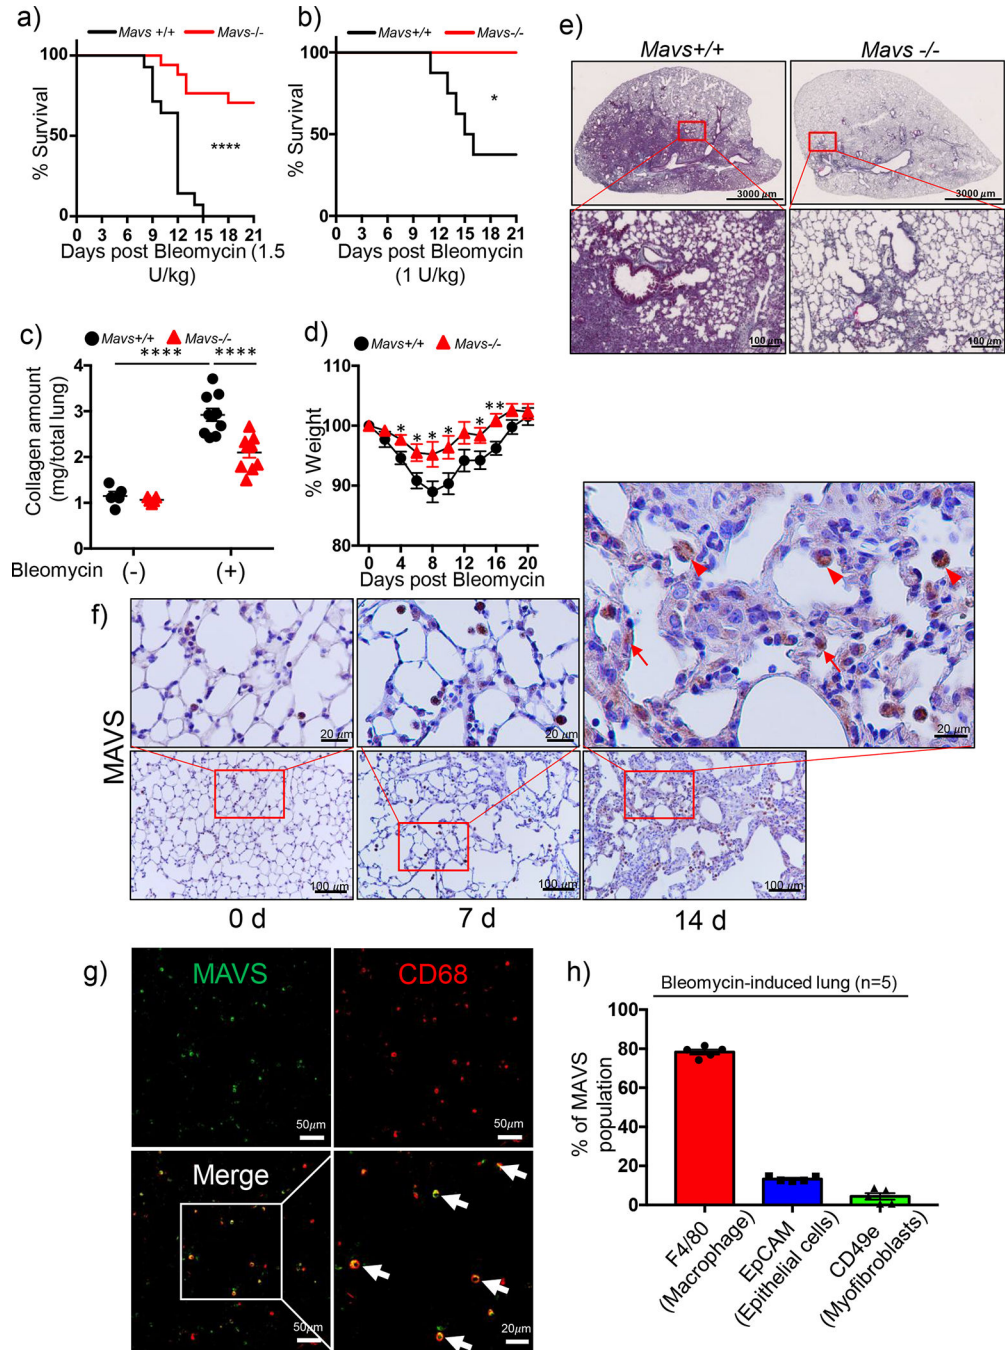 a)
Mavs +/+ Mavs-/-
% Survival
100
50
0
****
0 3 6 9 12 15 18 21
Days post Bleomycin (1.5
U/kg)
b)
Mavs+/+ Mavs-/-
% Survival
100
50
0
*
0 3 6 9 12 15 18 21
Days post Bleomycin
(1 U/kg)
e)
Mavs+/+ Mavs -/-
3000 µm 3000 µm
100 µm 100 µm
c)
Mavs+/+ Mavs-/-
**** ****
Collagen amount
(mg/total lung)
4
3
2
1
0
Bleomycin (-) (+)
d)
Mavs+/+ Mavs-/-
% Weight
110
100
90
80
* * * * * **
0 4 8 12 16 20
Days post Bleomycin
f)
MAVS
20 µm 20 µm 20 µm
100 µm 100 µm 100 µm
0 d 7 d 14 d
g)
MAVS CD68
50µm 50µm
Merge
50µm 20µm
h)
Bleomycin-induced lung (n=5)
% of MAVS
population
100
80
60
40
20
0
F4/80
(Macrophage)
EpCAM
(Epithelial cells)
CD49e
(Myofibroblasts)